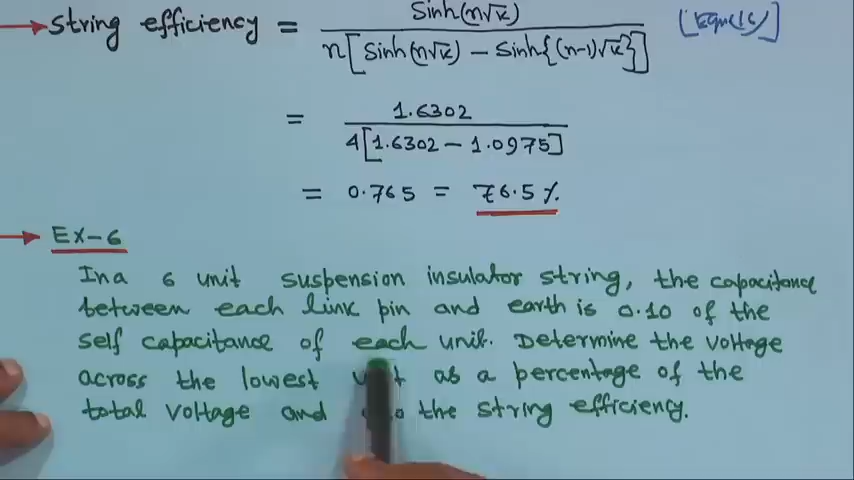 String efficiency = Sinh(n√k) / n[Sinh(n√k) - Sinh{(n-1)√k}] [Eqn(16)]
= 1.6302 / 4[1.6302 - 1.0975]
= 0.765 = 76.5%
EX-6
In a 6 unit suspension insulator string, the capacitance
between each link pin and earth is 0.10 of the
self capacitance of each unit. Determine the voltage
across the lowest as a percentage of the
total voltage and the string efficiency.